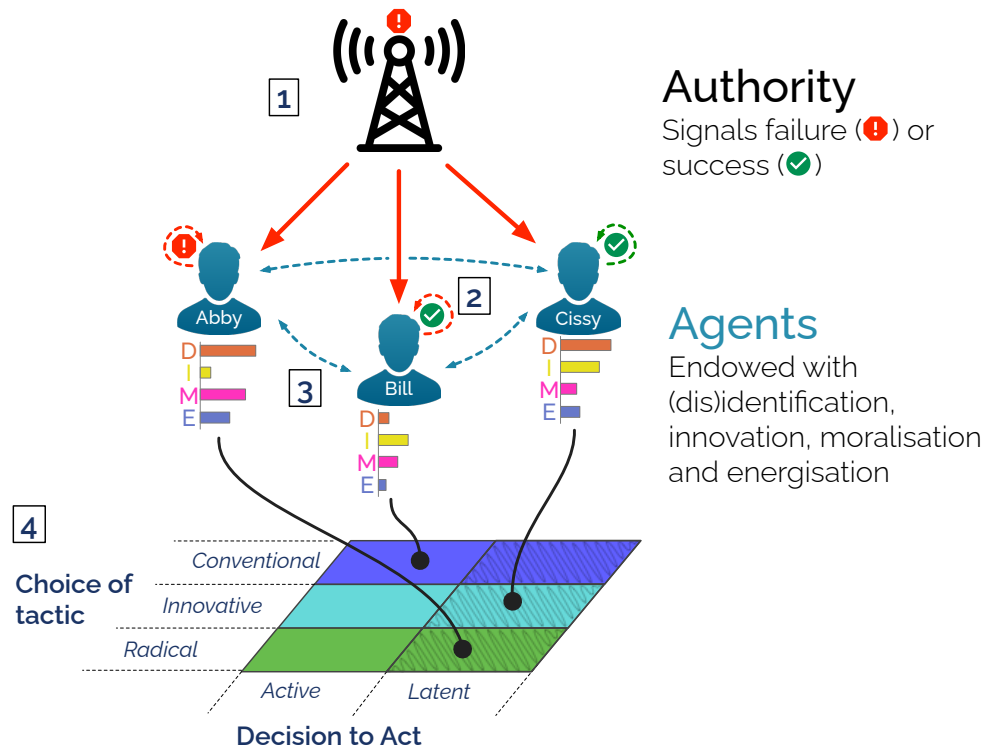 1
Authority
Signals failure ( ) or
success ( )
Abby
2
Cissy
Agents
Endowed with
(dis)identification,
innovation, moralisation
and energisation
D
I
M
E
3
Bill
D
I
M
E
D
I
M
E
4
Choice of
tactic
Conventional
Innovative
Radical
Active
Latent
Decision to Act